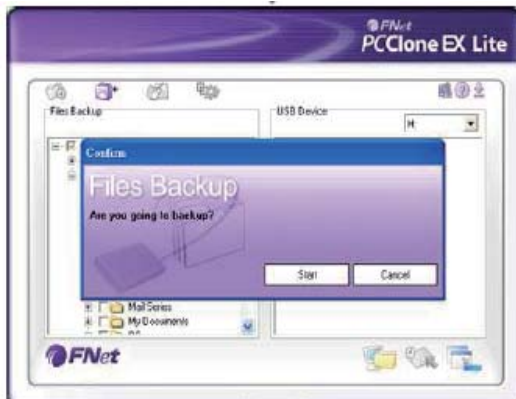 FNet
PCClone EX Lite
Files Backup
USB Device
H:
Confirm
Files Backup
Are you going to backup?
Start
Cancel
Mail Series
My Documents
FNet